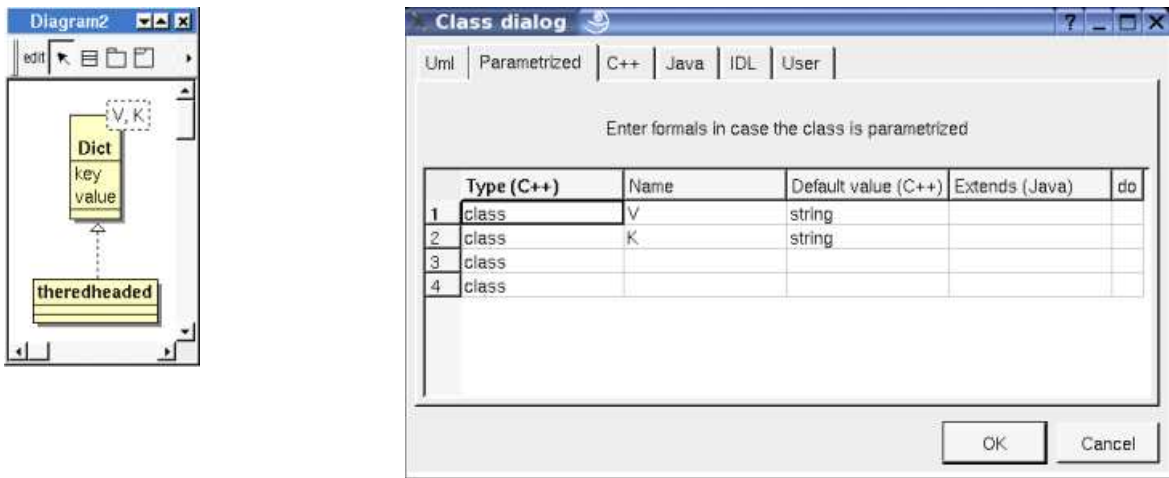 Diagram2
edit
V, K
Dict
key
value
theredheaded
Class dialog
Uml Parametrized C++ Java IDL User
Enter formals in case the class is parametrized
Type (C++) Name Default value (C++) Extends (Java) do
1 class V string
2 class K string
3 class
4 class
OK Cancel